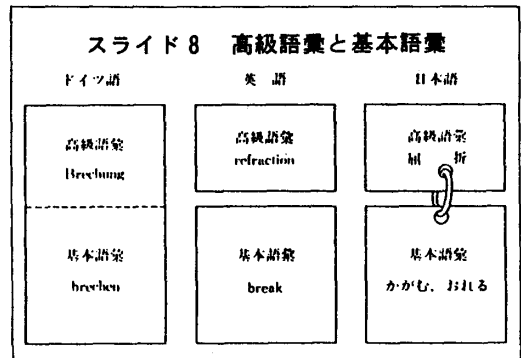 スライド8 高級語彙と基本語彙
ドイツ語 英語 日本語
高級語彙
Brechung
基本語彙
brechen
高級語彙
refraction
基本語彙
break
高級語彙
屈折
基本語彙
かがむ、おれる